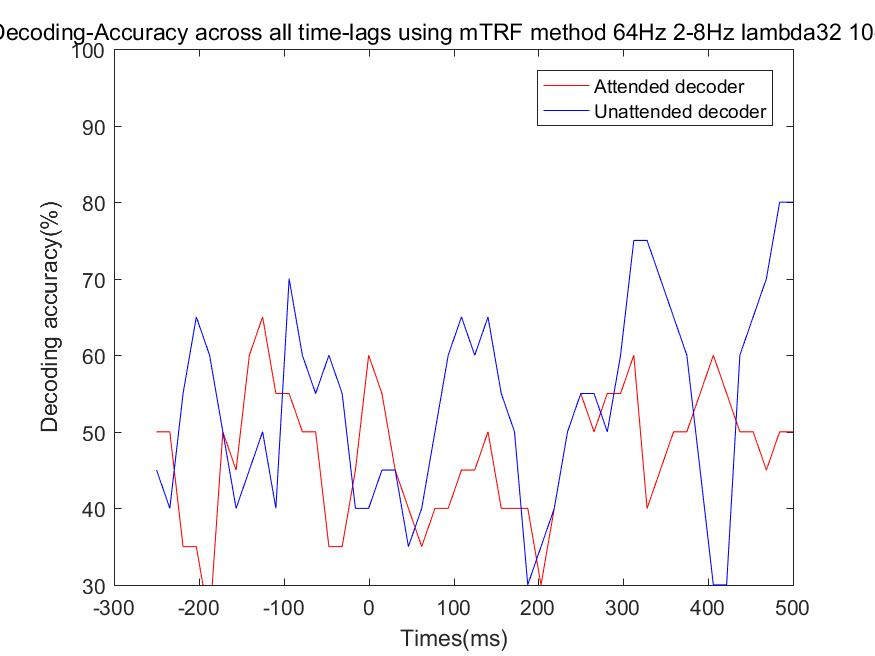 Decoding-Accuracy across all time-lags using mTRF method 64Hz 2-8Hz lambda32 10
100
90
80
70
60
50
40
30
-300 -200 -100 0 100 200 300 400 500
Decoding accuracy(%)
Times(ms)
Attended decoder
Unattended decoder